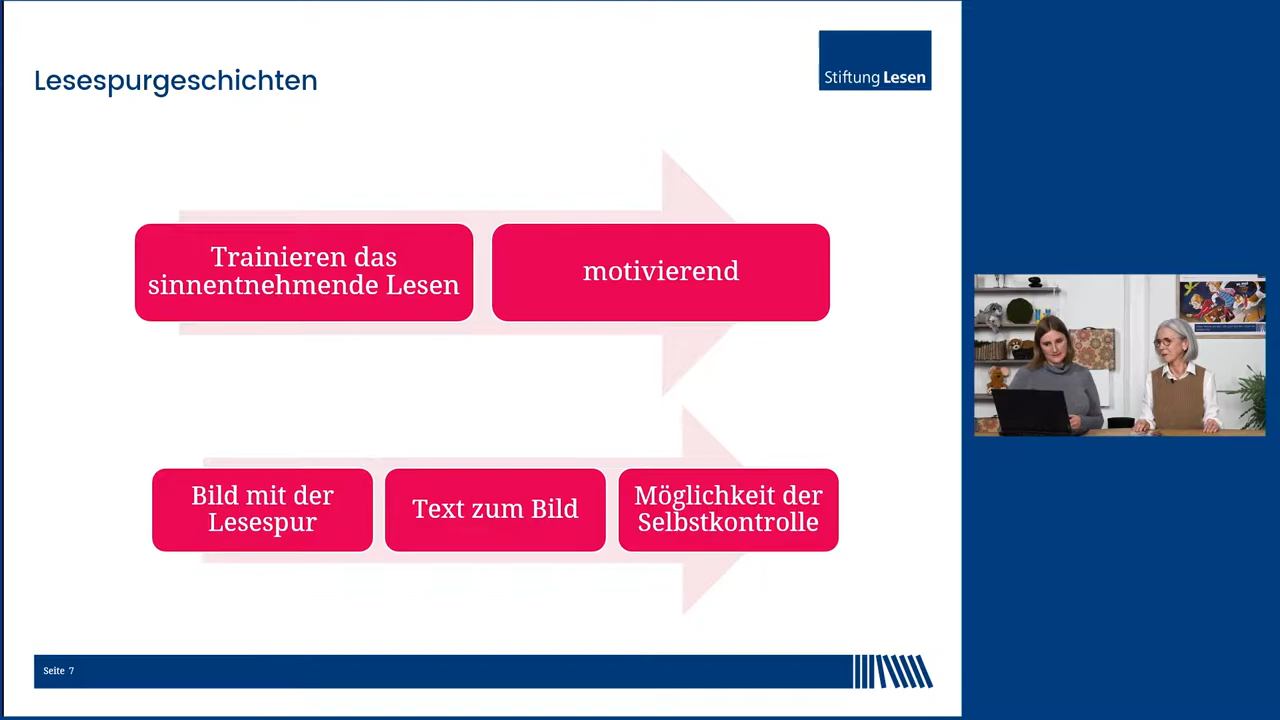 Lesespurgeschichten
Stiftung Lesen
Trainieren das
sinnentnehmende Lesen
motivierend
Bild mit der
Lesespur
Text zum Bild
Möglichkeit der
Selbstkontrolle
Seite 7